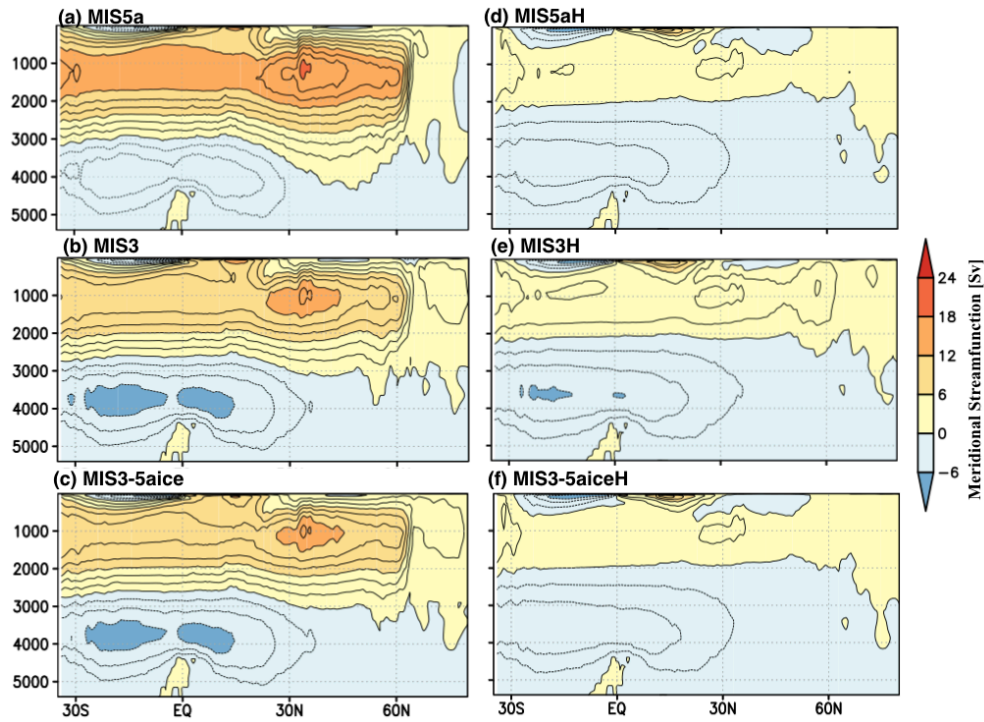 (a) MIS5a
1000
2000
3000
4000
5000
(d) MIS5aH
(b) MIS3
1000
2000
3000
4000
5000
(e) MIS3H
(c) MIS3-5aice
1000
2000
3000
4000
5000
30S EQ 30N 60N
(f) MIS3-5aiceH
30S EQ 30N 60N
24
18
12
6
0
−6
Meridional Streamfunction [Sv]